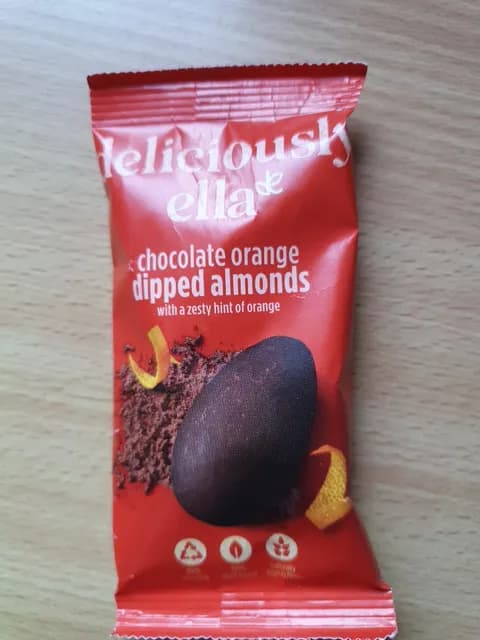 deliciously
ella
chocolate orange
dipped almonds
with a zesty hint of orange